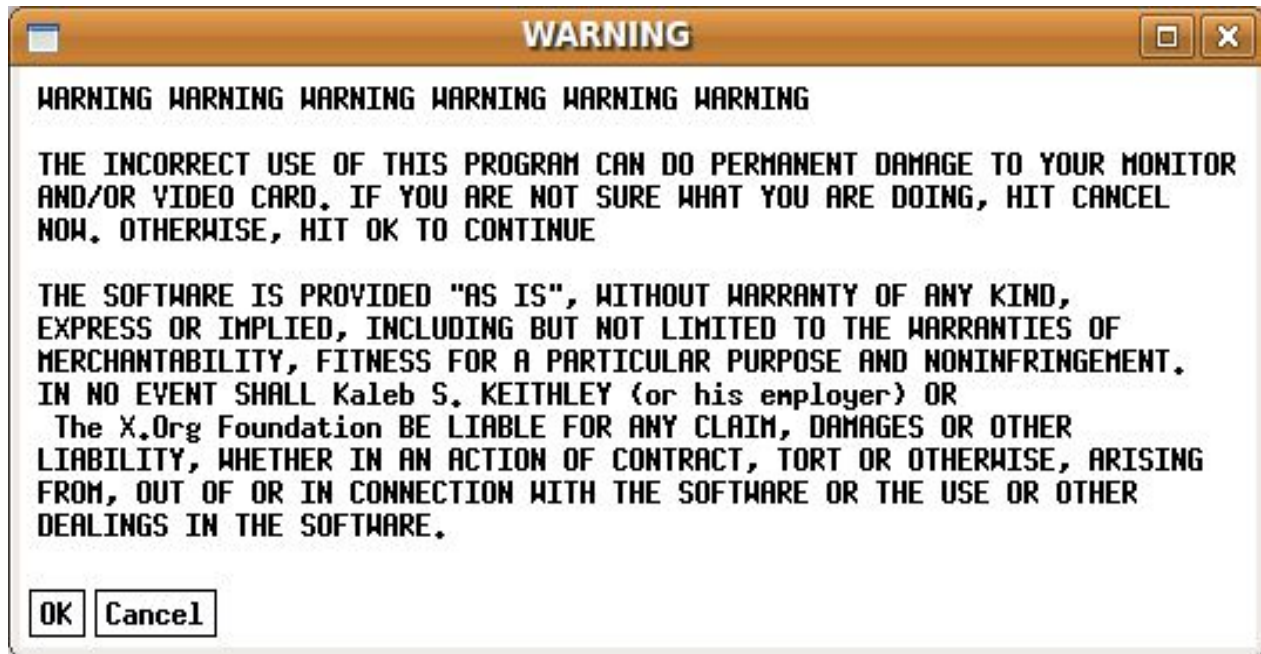 WARNING
WARNING WARNING WARNING WARNING WARNING WARNING
THE INCORRECT USE OF THIS PROGRAM CAN DO PERMANENT DAMAGE TO YOUR MONITOR
AND/OR VIDEO CARD. IF YOU ARE NOT SURE WHAT YOU ARE DOING, HIT CANCEL
NOW. OTHERWISE, HIT OK TO CONTINUE
THE SOFTWARE IS PROVIDED "AS IS", WITHOUT WARRANTY OF ANY KIND,
EXPRESS OR IMPLIED, INCLUDING BUT NOT LIMITED TO THE WARRANTIES OF
MERCHANTABILITY, FITNESS FOR A PARTICULAR PURPOSE AND NONINFRINGEMENT.
IN NO EVENT SHALL Kaleb S. KEITHLEY (or his employer) OR
The X.Org Foundation BE LIABLE FOR ANY CLAIM, DAMAGES OR OTHER
LIABILITY, WHETHER IN AN ACTION OF CONTRACT, TORT OR OTHERWISE, ARISING
FROM, OUT OF OR IN CONNECTION WITH THE SOFTWARE OR THE USE OR OTHER
DEALINGS IN THE SOFTWARE.
OK Cancel